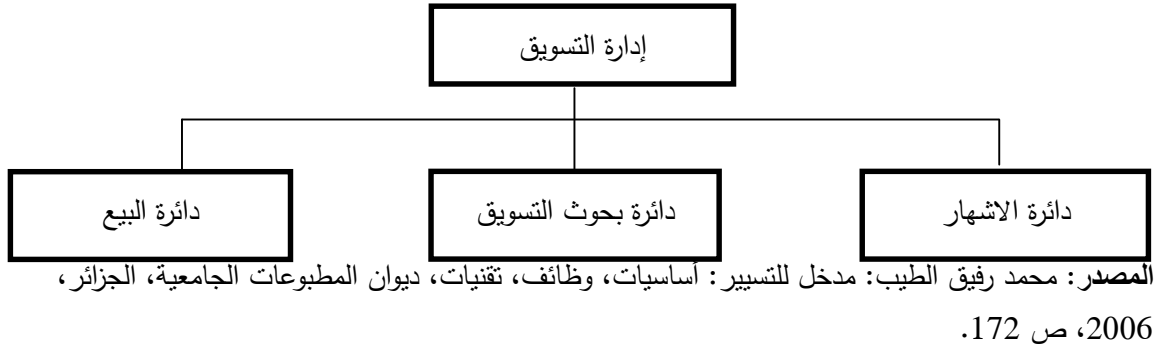 إدارة التسويق
دائرة الاشهار
دائرة بحوث التسويق
دائرة البيع
المصدر: محمد رفيق الطيب: مدخل للتسيير: أساسيات، وظائف، تقنيات، ديوان المطبوعات الجامعية، الجزائر،
2006، ص 172.